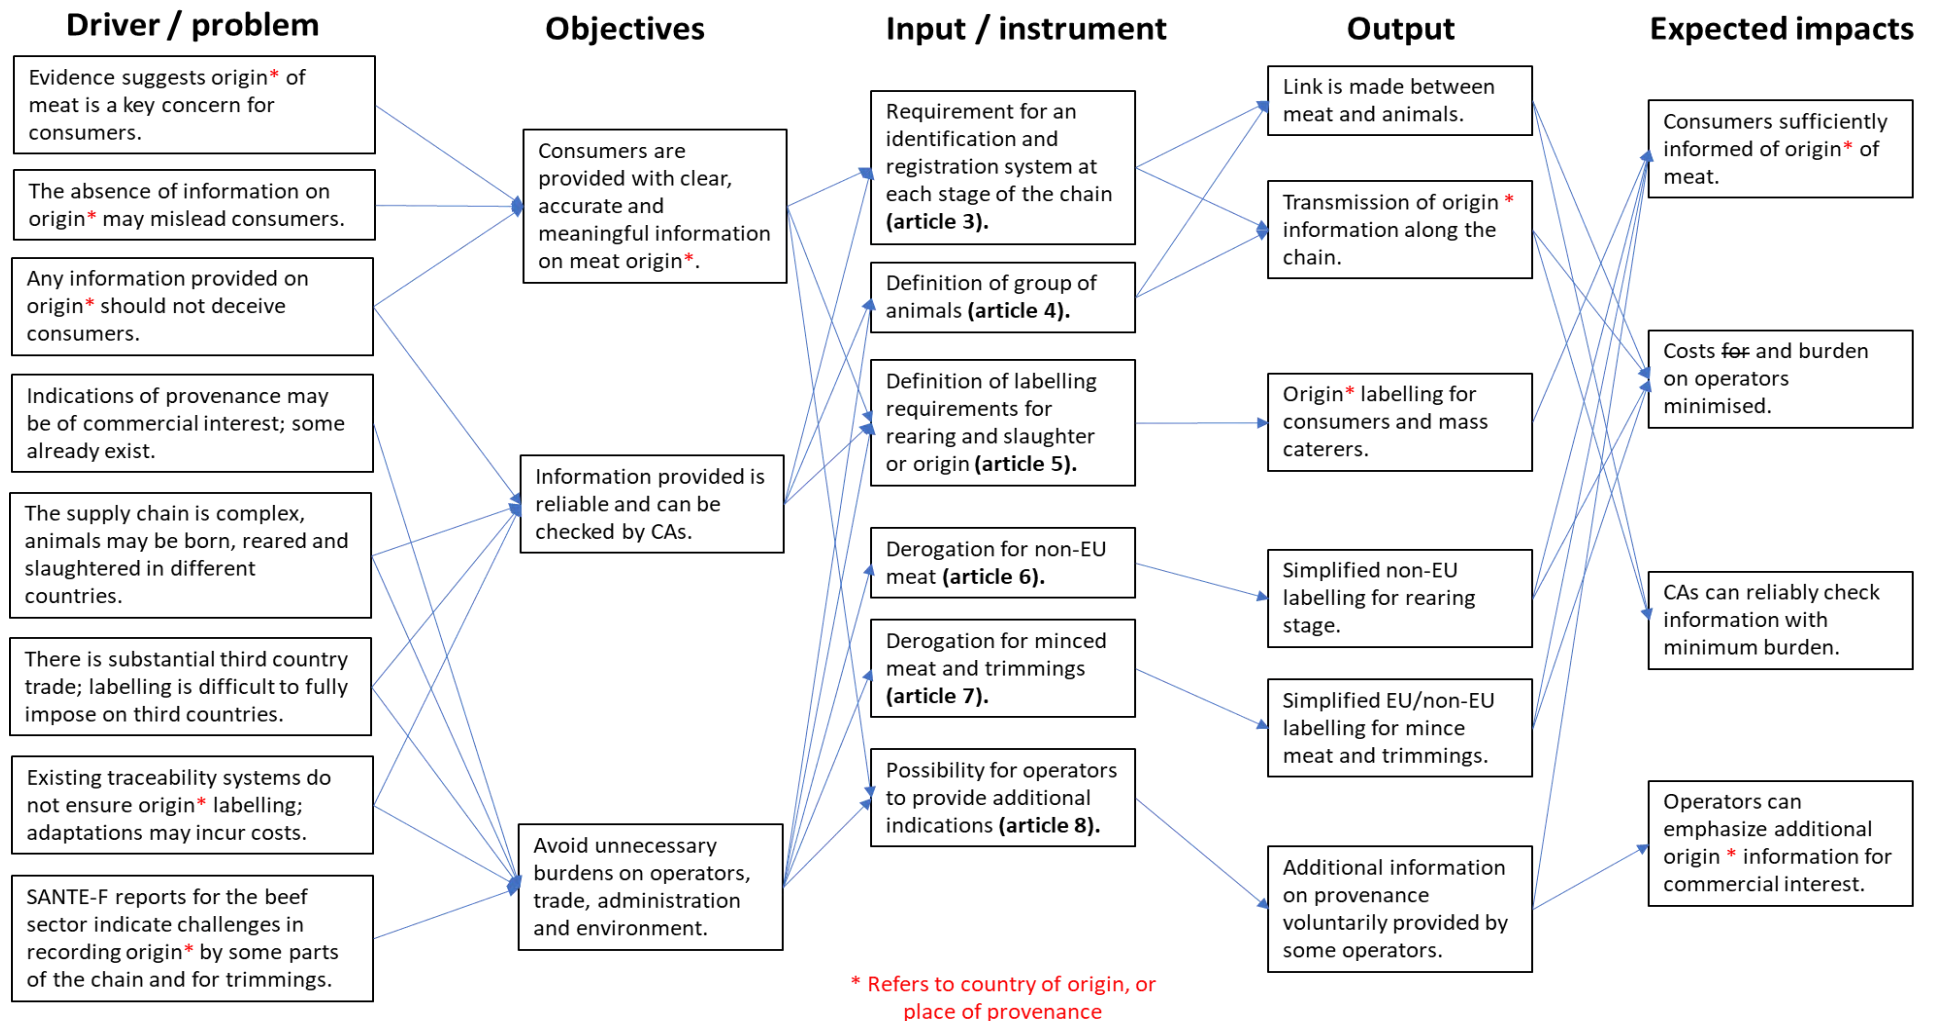 Driver / problem
Evidence suggests origin* of
meat is a key concern for
consumers.
The absence of information on
origin* may mislead consumers.
Any information provided on
origin* should not deceive
consumers.
Indications of provenance may
be of commercial interest; some
already exist.
The supply chain is complex,
animals may be born, reared and
slaughtered in different
countries.
There is substantial third country
trade; labelling is difficult to fully
impose on third countries.
Existing traceability systems do
not ensure origin* labelling;
adaptations may incur costs.
SANTE-F reports for the beef
sector indicate challenges in
recording origin* by some parts
of the chain and for trimmings.
Objectives
Consumers are
provided with clear,
accurate and
meaningful information
on meat origin*.
Information provided is
reliable and can be
checked by CAs.
Avoid unnecessary
burdens on operators,
trade, administration
and environment.
Input / instrument
Requirement for an
identification and
registration system at
each stage of the chain
(article 3).
Definition of group of
animals (article 4).
Definition of labelling
requirements for
rearing and slaughter
or origin (article 5).
Derogation for non-EU
meat (article 6).
Derogation for minced
meat and trimmings
(article 7).
Possibility for operators
to provide additional
indications (article 8).
Output
Link is made between
meat and animals.
Transmission of origin *
information along the
chain.
Origin* labelling for
consumers and mass
caterers.
Simplified non-EU
labelling for rearing
stage.
Simplified EU/non-EU
labelling for mince
meat and trimmings.
Additional information
on provenance
voluntarily provided by
some operators.
Expected impacts
Consumers sufficiently
informed of origin* of
meat.
Costs for and burden
on operators
minimised.
CAs can reliably check
information with
minimum burden.
Operators can
emphasize additional
origin * information for
commercial interest.
* Refers to country of origin, or
place of provenance